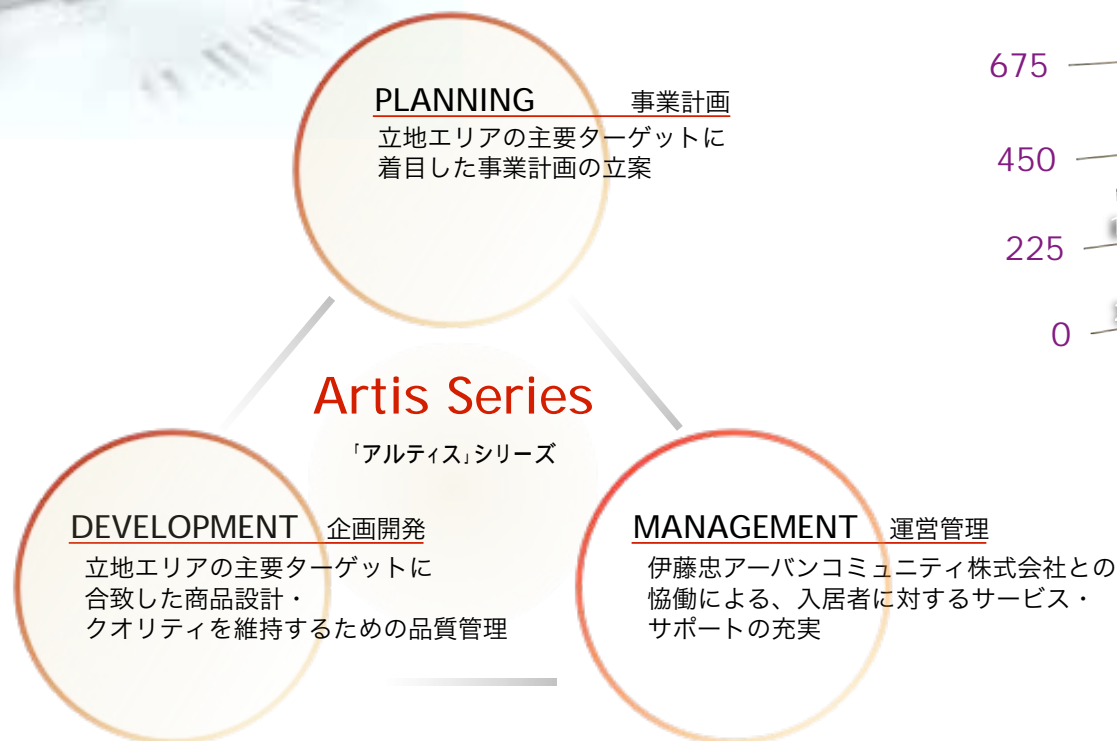 PLANNING 事業計画
立地エリアの主要ターゲットに
着目した事業計画の立案
675
450
225
0
Artis Series
「アルティス」シリーズ
DEVELOPMENT 企画開発
立地エリアの主要ターゲットに
合致した商品設計・
クオリティを維持するための品質管理
MANAGEMENT 運営管理
伊藤忠アーバンコミュニティ株式会社との
恊働による、入居者に対するサービス・
サポートの充実